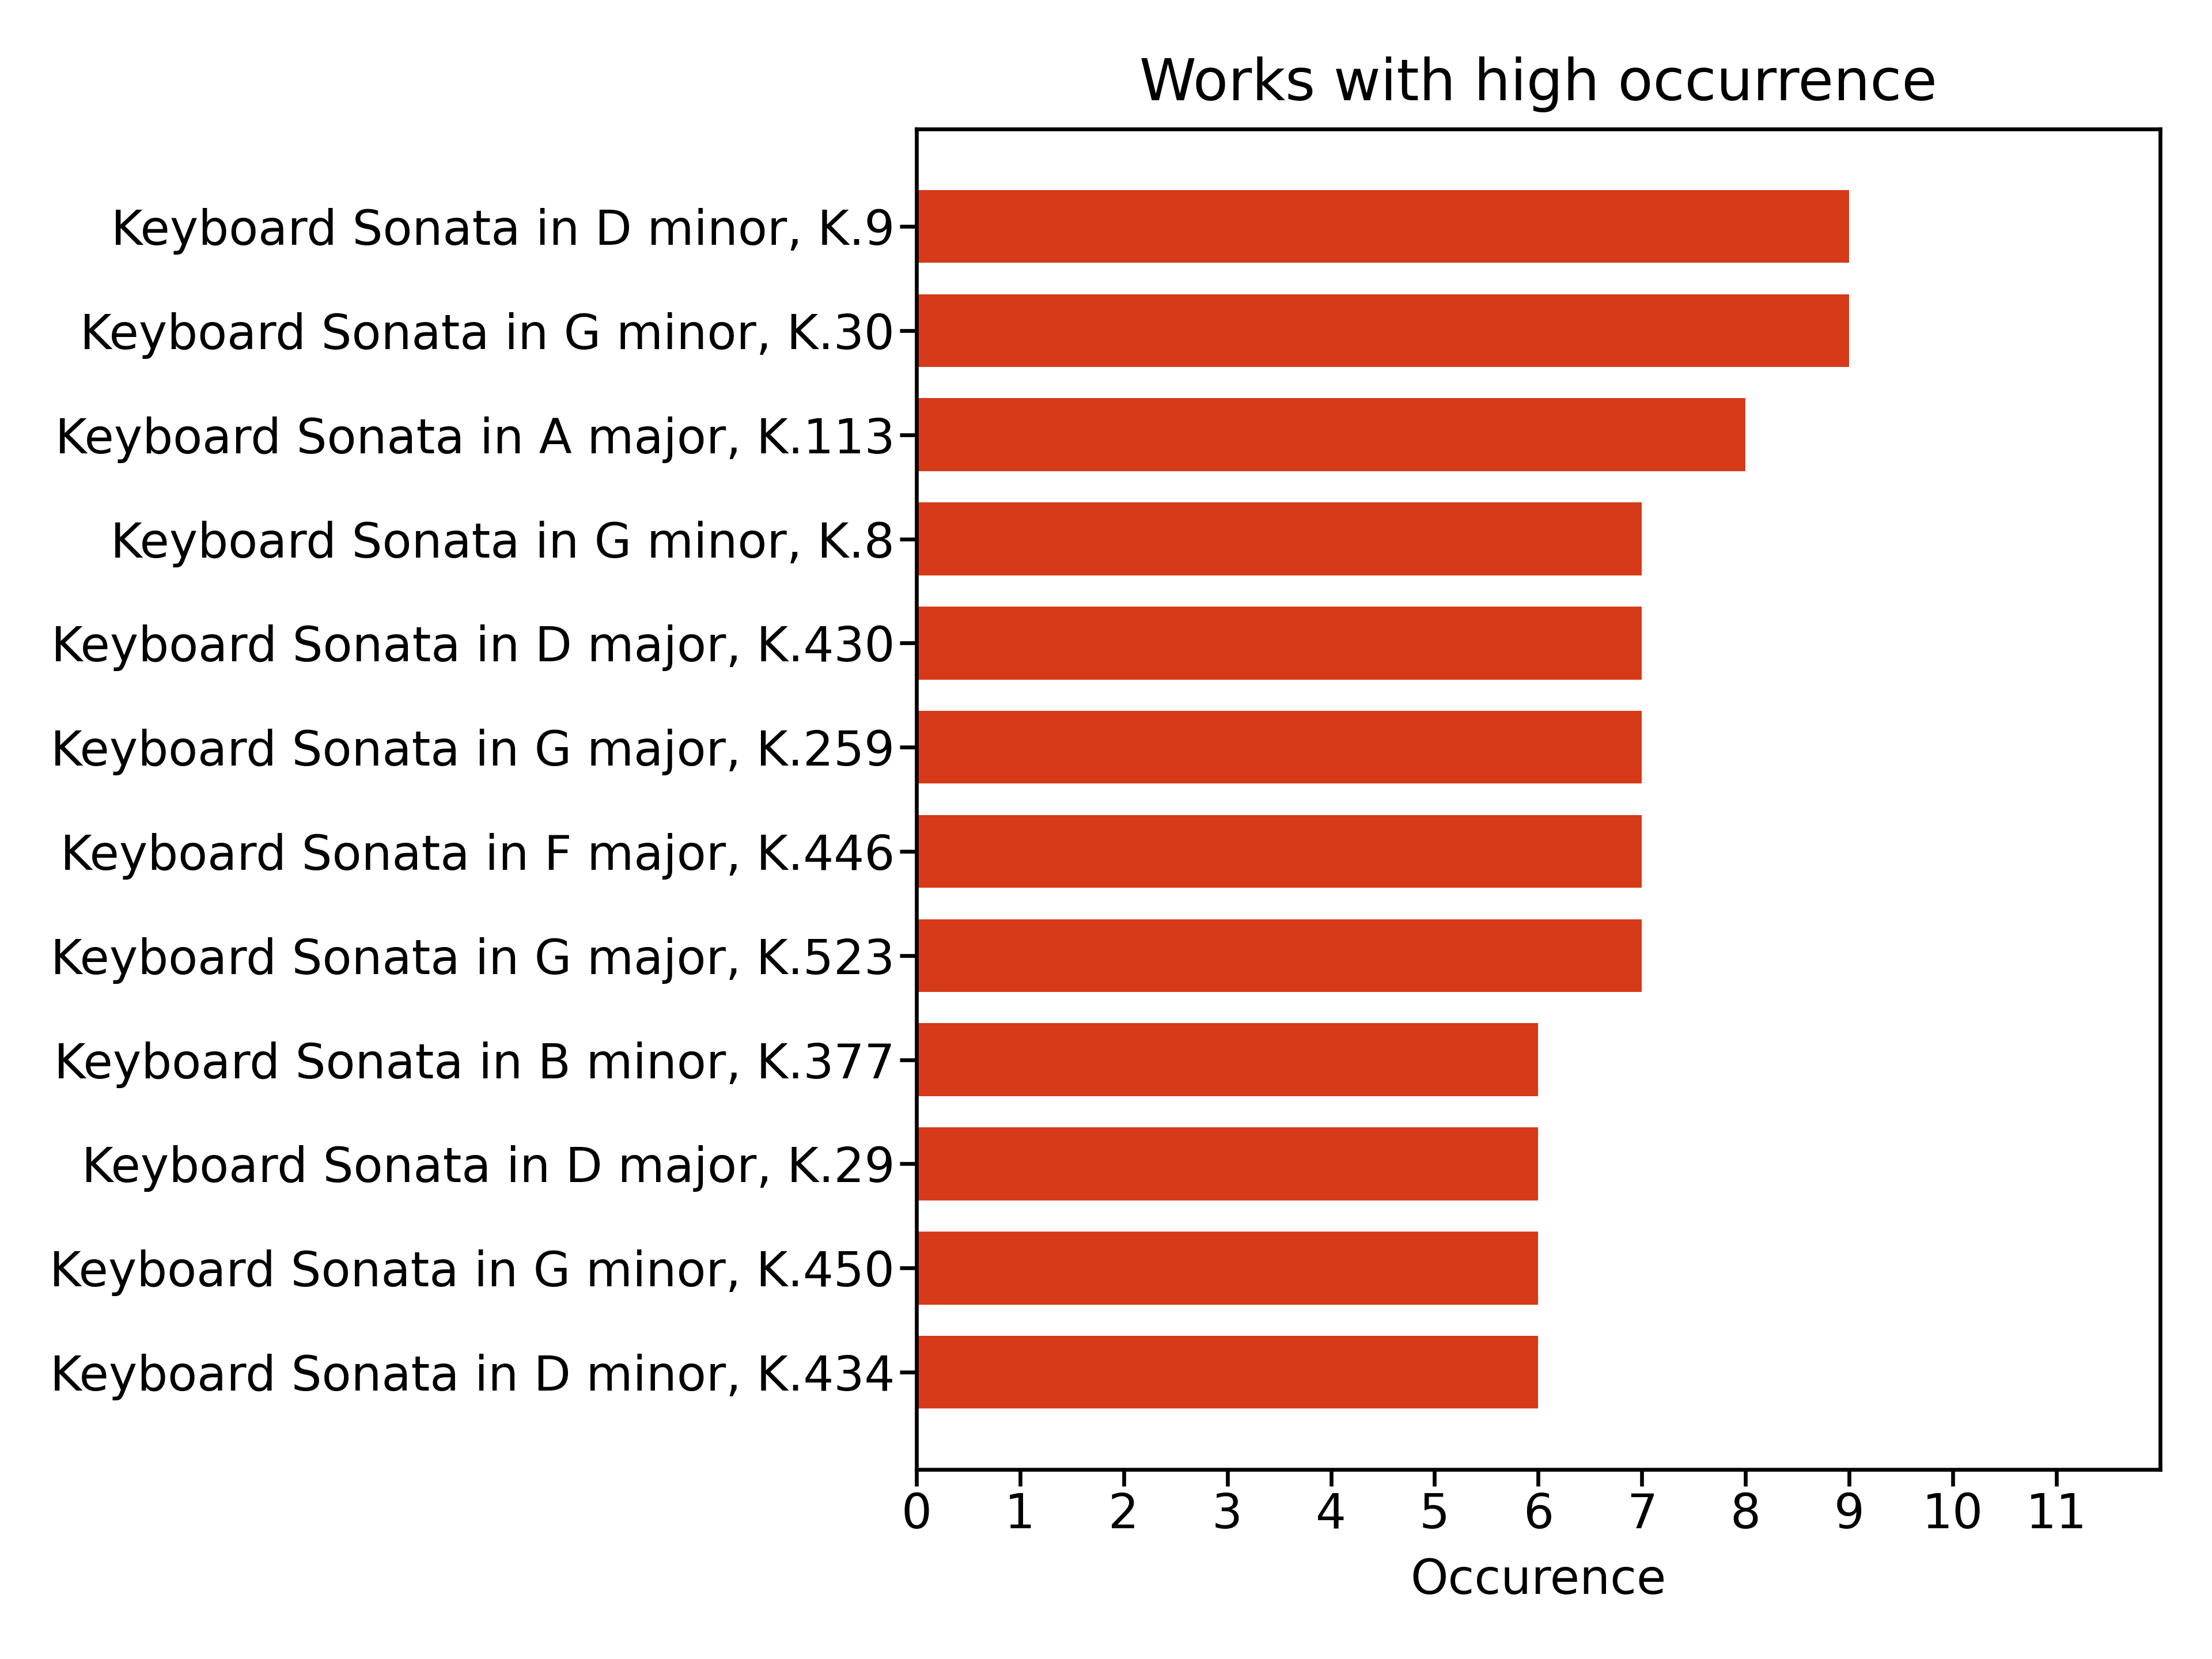 Works with high occurrence
Keyboard Sonata in D minor, K.9
Keyboard Sonata in G minor, K.30
Keyboard Sonata in A major, K.113
Keyboard Sonata in G minor, K.8
Keyboard Sonata in D major, K.430
Keyboard Sonata in G major, K.259
Keyboard Sonata in F major, K.446
Keyboard Sonata in G major, K.523
Keyboard Sonata in B minor, K.377
Keyboard Sonata in D major, K.29
Keyboard Sonata in G minor, K.450
Keyboard Sonata in D minor, K.434
0 1 2 3 4 5 6 7 8 9 10 11
Occurence